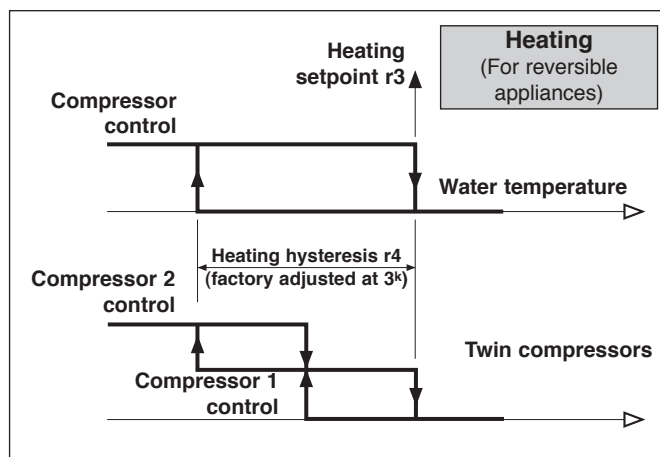 Heating
setpoint r3
Heating
(For reversible
appliances)
Compressor
control
Water temperature
Heating hysteresis r4
(factory adjusted at 3ᵏ)
Compressor 2
control
Twin compressors
Compressor 1
control